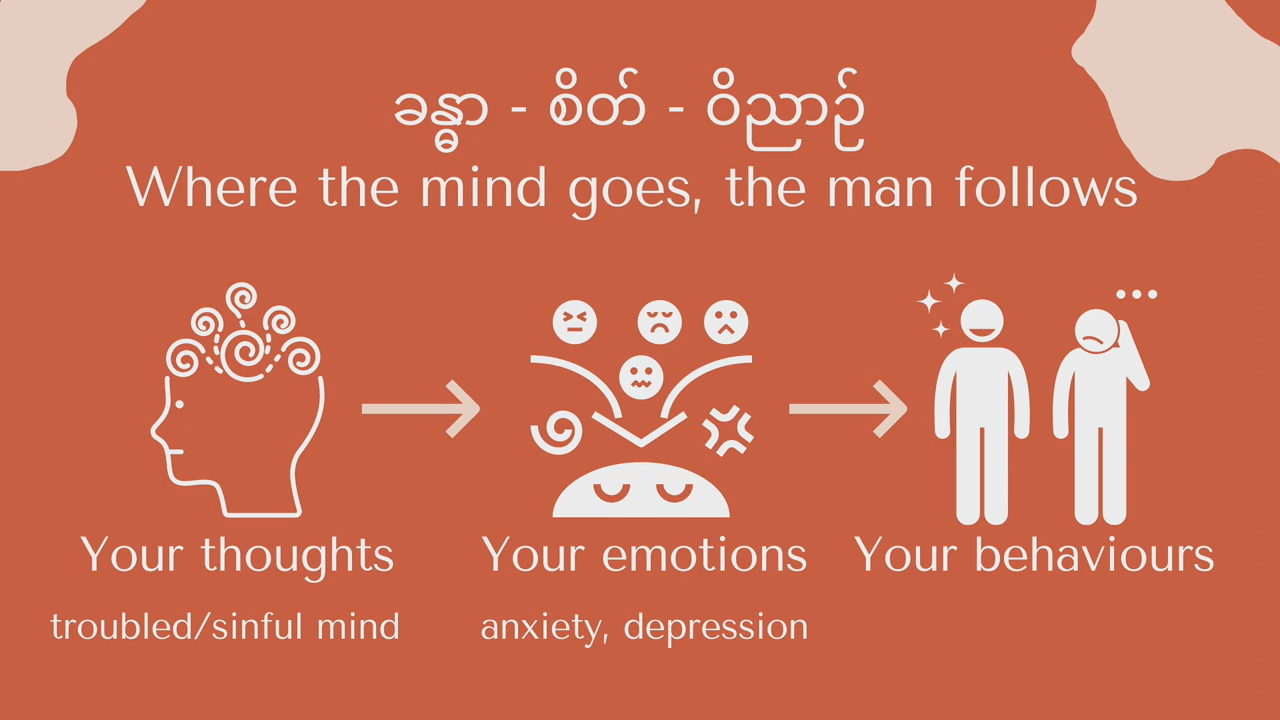 ခန္ဓာ - စိတ် - ဝိညာဉ်
Where the mind goes, the man follows
Your thoughts
Your emotions
Your behaviours
troubled/sinful mind
anxiety, depression